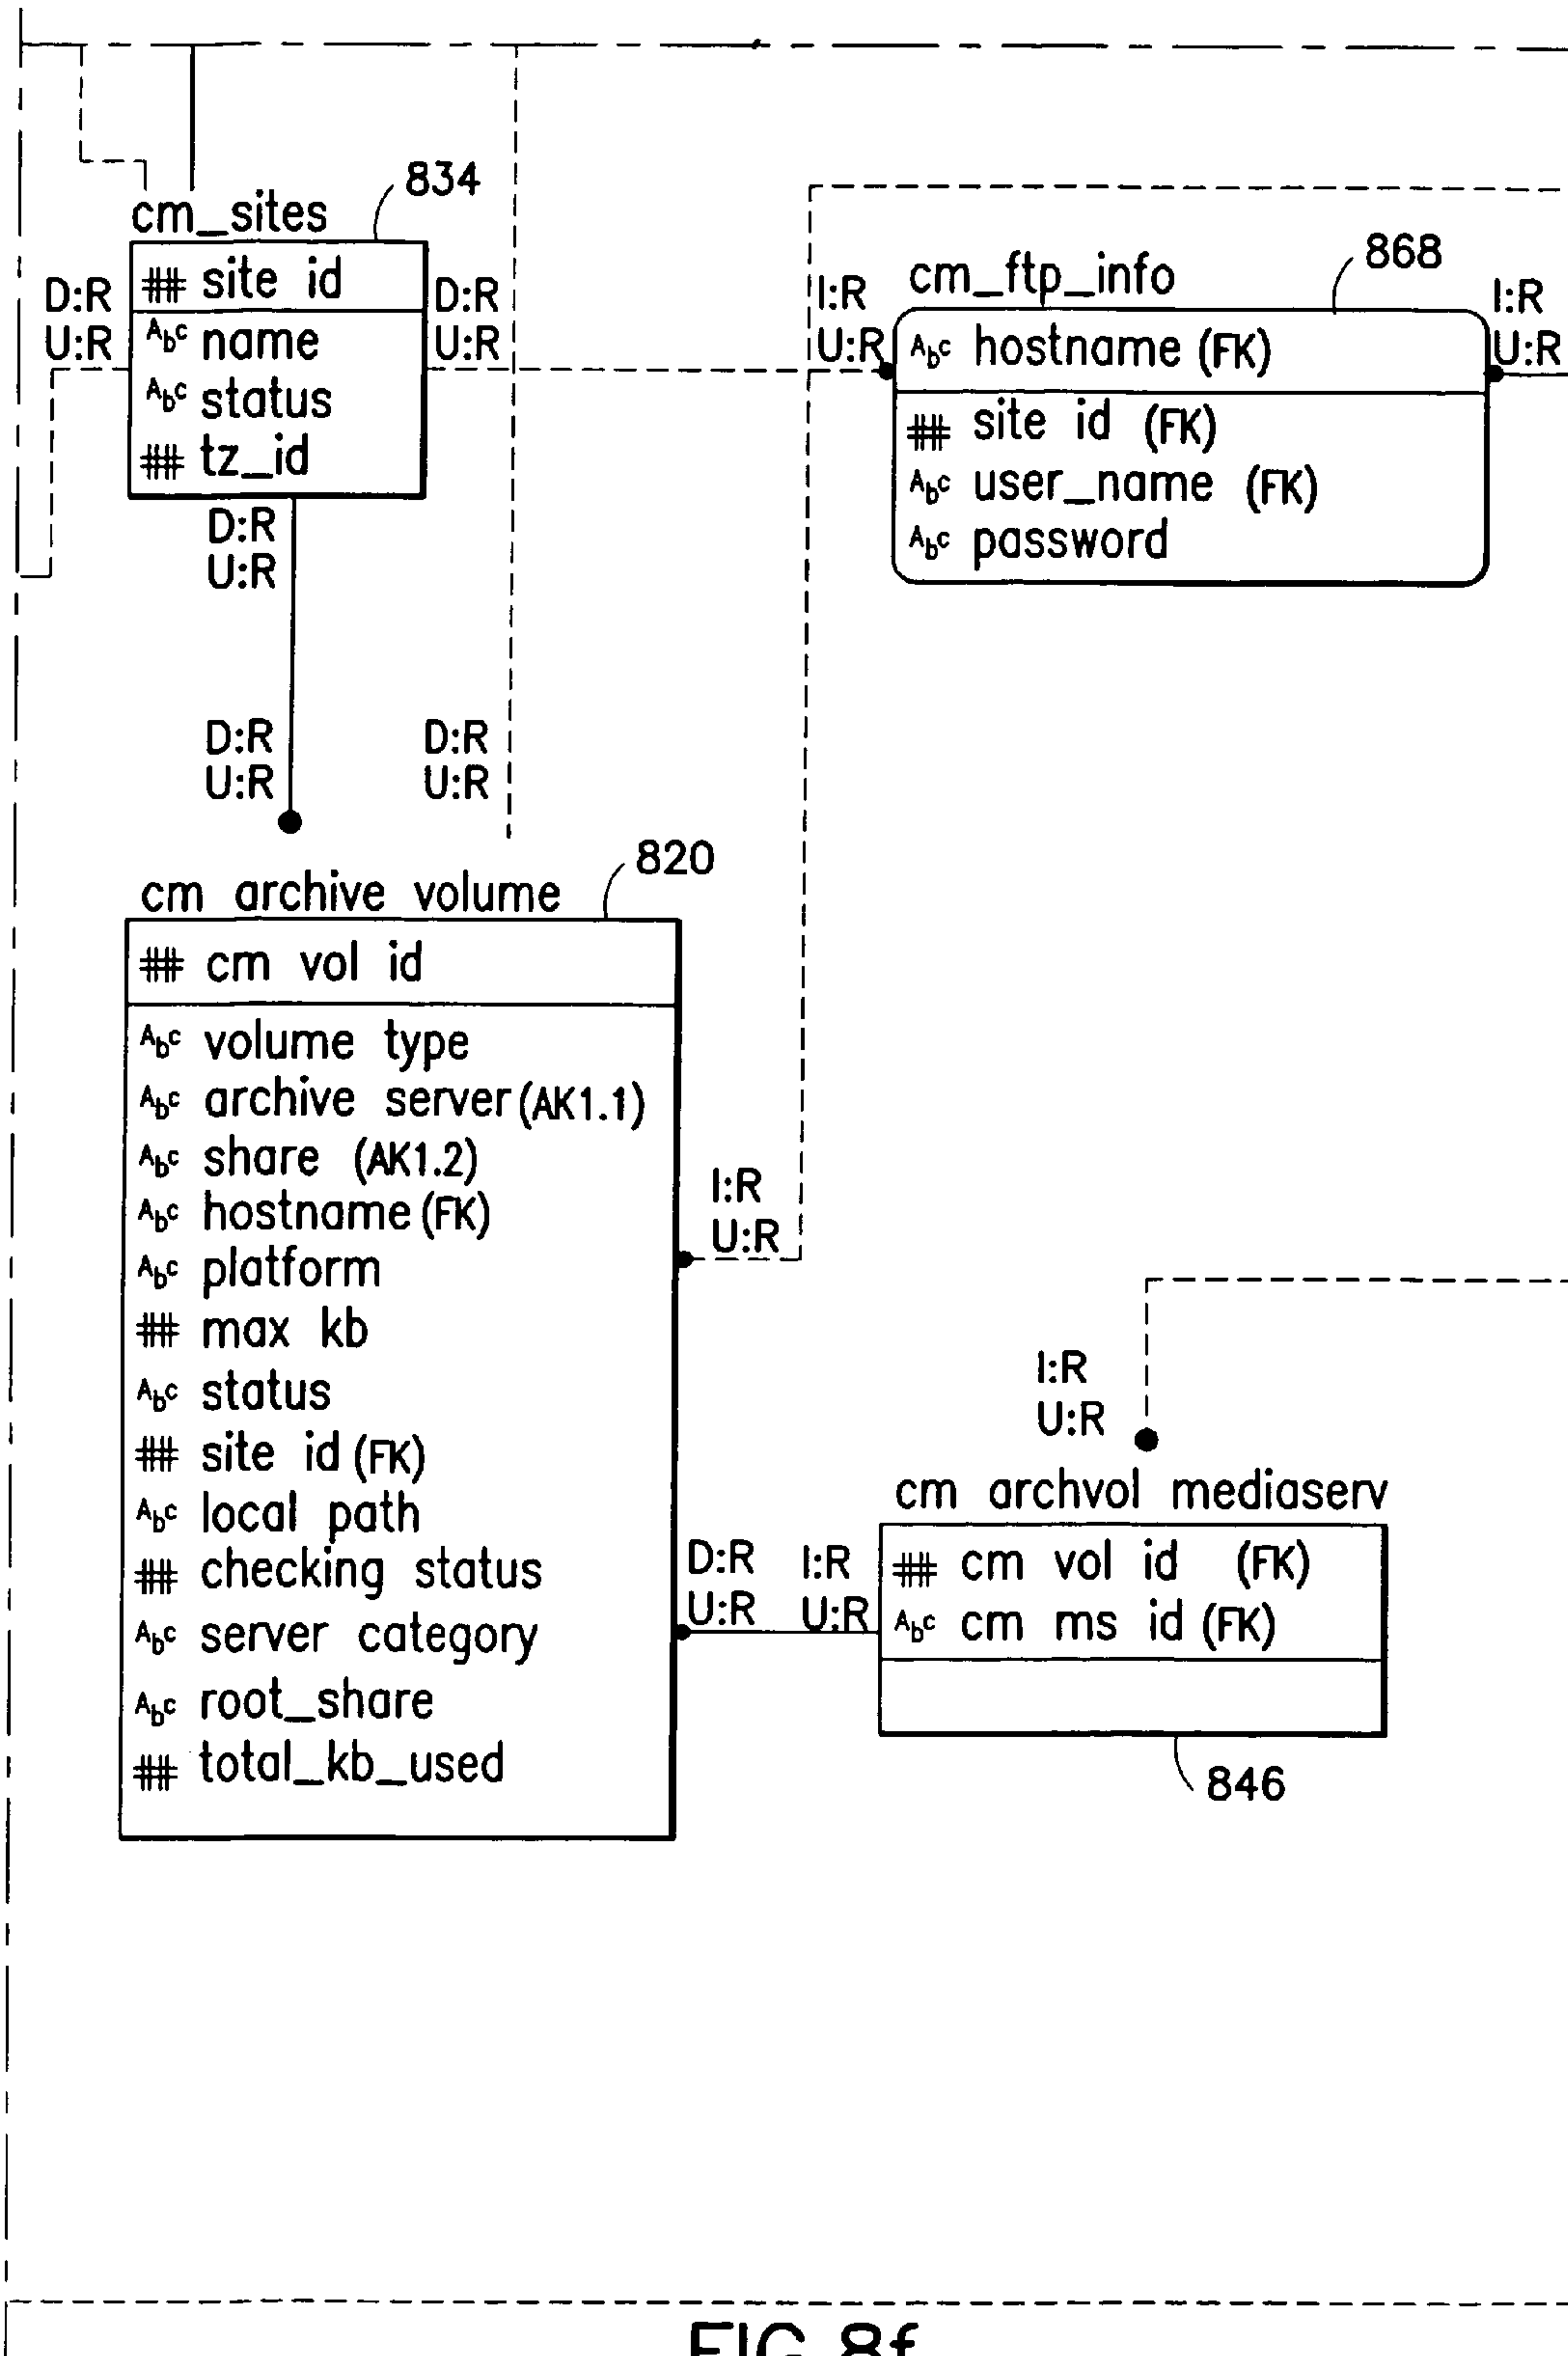 834
cm_sites
## site id
Abc name
Abc status
## tz_id
D:R
U:R
D:R
U:R
D:R
U:R
D:R
U:R
D:R
U:R
868
cm_ftp_info
I:R
U:R
Abc hostname (FK)
## site id (FK)
Abc user_name (FK)
Abc password
I:R
U:R
820
cm archive volume
## cm vol id
Abc volume type
Abc archive server (AK1.1)
Abc share (AK1.2)
Abc hostname (FK)
Abc platform
## max kb
Abc status
## site id (FK)
Abc local path
## checking status
Abc server category
Abc root_share
## total_kb_used
I:R
U:R
I:R
U:R
cm archvol mediaserv
D:R
U:R
I:R
U:R
## cm vol id (FK)
Abc cm ms id (FK)
846
FIG. 8f